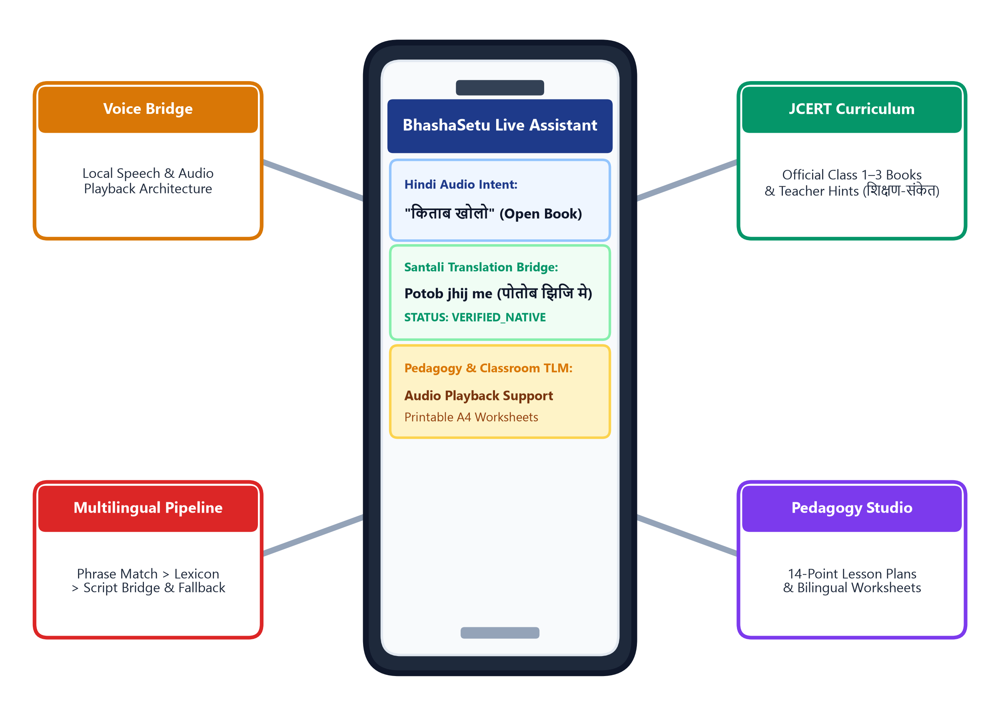 Voice Bridge
Local Speech & Audio
Playback Architecture
Multilingual Pipeline
Phrase Match > Lexicon
> Script Bridge & Fallback
BhashaSetu Live Assistant
Hindi Audio Intent:
"किताब खोलो" (Open Book)
Santali Translation Bridge:
Potob jhij me (पोतोब झिजि मे)
STATUS: VERIFIED_NATIVE
Pedagogy & Classroom TLM:
Audio Playback Support
Printable A4 Worksheets
JCERT Curriculum
Official Class 1–3 Books
& Teacher Hints (शिक्षण-संकेत)
Pedagogy Studio
14-Point Lesson Plans
& Bilingual Worksheets